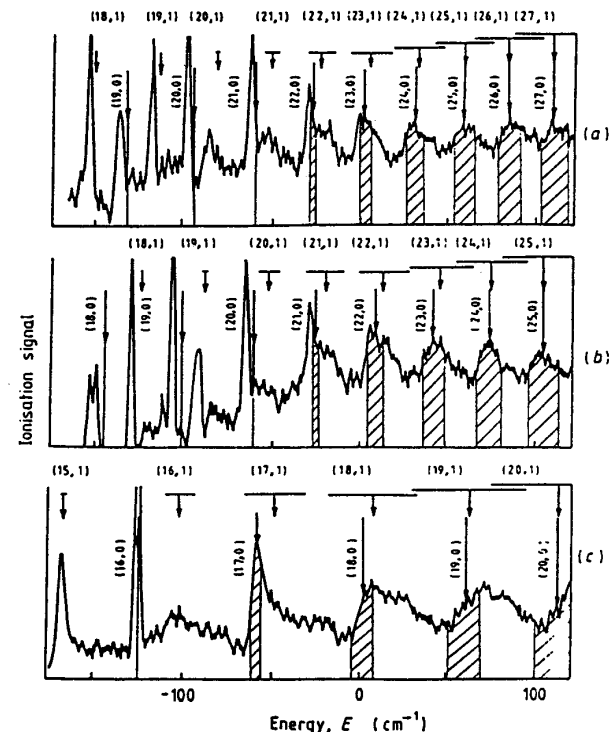 (18,1) (19,1) (20,1) (21,1) (22,1) (23,1) (24,1) (25,1) (26,1) (27,1)
(19,0) (20,0) (21,0) (22,0) (23,0) (24,0) (25,0) (26,0) (27,0)
(a)
(18,1) (19,1) (20,1) (21,1) (22,1) (23,1) (24,1) (25,1)
(18,0) (19,0) (20,0) (21,0) (22,0) (23,0) (24,0) (25,0)
(b)
Ionisation signal
(15,1) (16,1) (17,1) (18,1) (19,1) (20,1)
(16,0) (17,0) (18,0) (19,0)
(c)
-100 0 100
Energy, E (cm⁻¹)